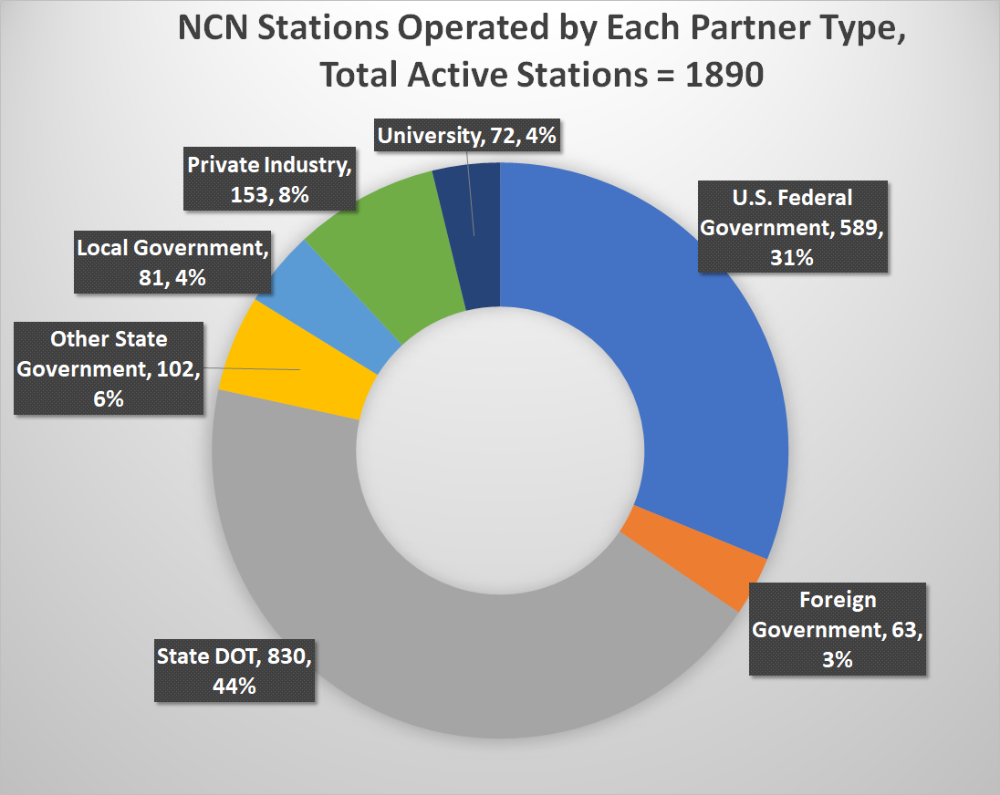 NCN Stations Operated by Each Partner Type,
Total Active Stations = 1890
University, 72, 4%
Private Industry,
153, 8%
U.S. Federal
Government, 589,
31%
Local Government,
81, 4%
Other State
Government, 102,
6%
Foreign
Government, 63,
3%
State DOT, 830,
44%